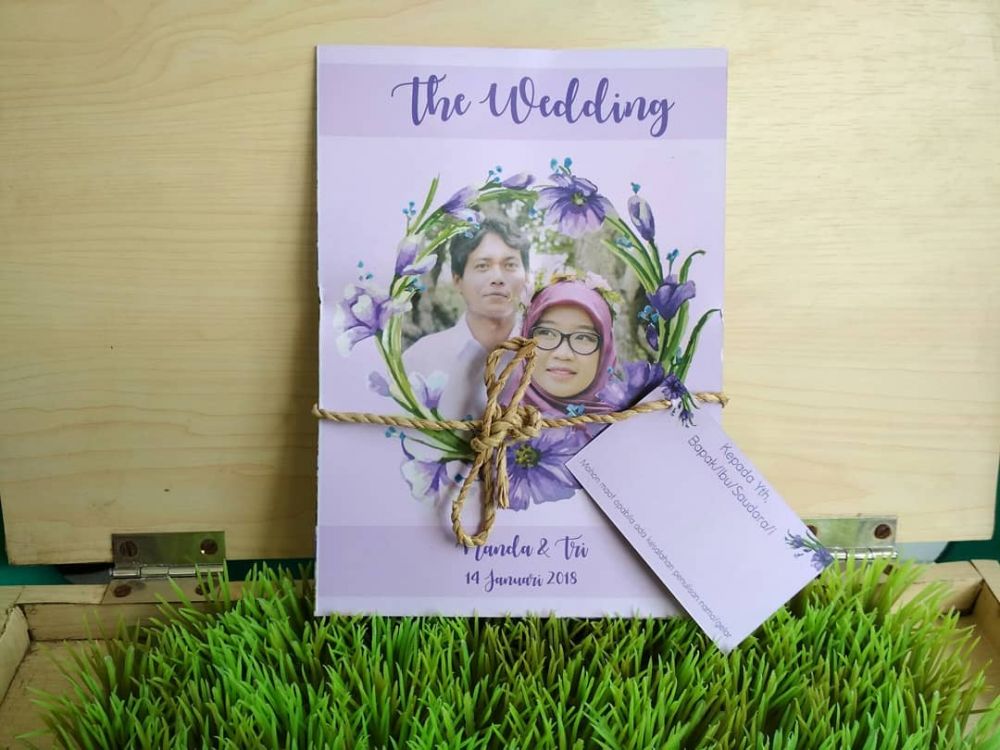 The Wedding
Nanda & Tri
14 Januari 2018
Kepada Yth,
Bapak/Ibu/Saudara/i
Mohon maaf apabila ada kesalahan penulisan nama/gelar